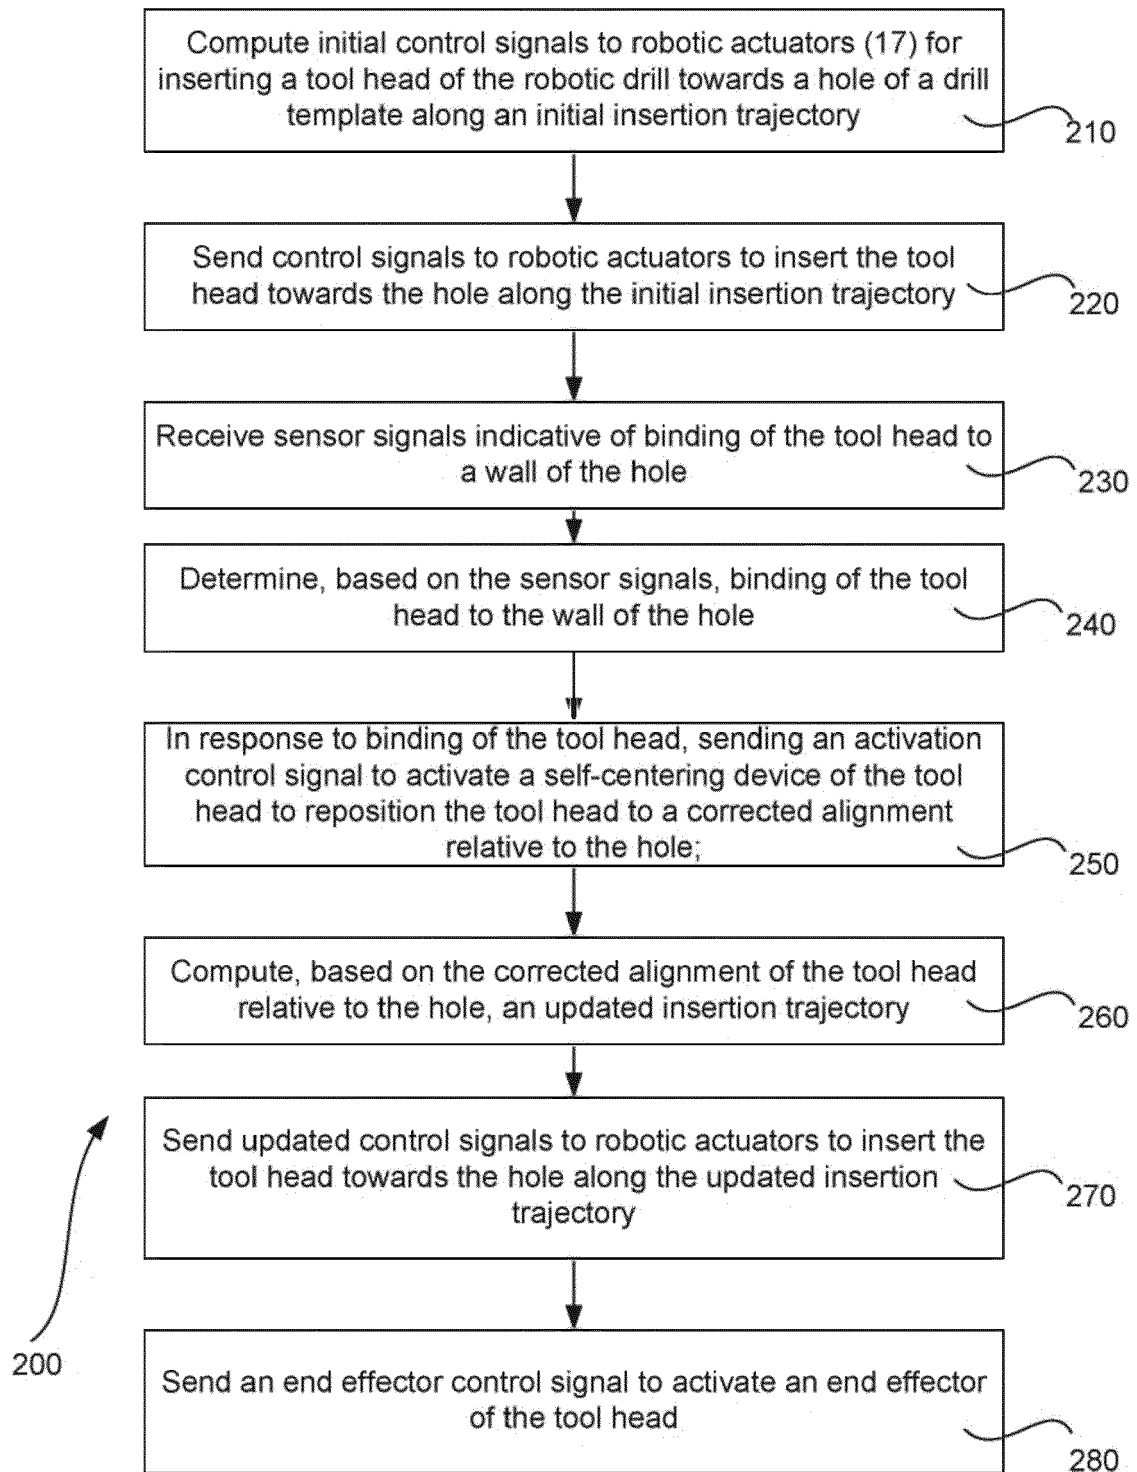 Compute initial control signals to robotic actuators (17) for
inserting a tool head of the robotic drill towards a hole of a drill
template along an initial insertion trajectory
210
Send control signals to robotic actuators to insert the tool
head towards the hole along the initial insertion trajectory
220
Receive sensor signals indicative of binding of the tool head to
a wall of the hole
230
Determine, based on the sensor signals, binding of the tool
head to the wall of the hole
240
In response to binding of the tool head, sending an activation
control signal to activate a self-centering device of the tool
head to reposition the tool head to a corrected alignment
relative to the hole;
250
Compute, based on the corrected alignment of the tool head
relative to the hole, an updated insertion trajectory
260
Send updated control signals to robotic actuators to insert the
tool head towards the hole along the updated insertion
trajectory
270
200
Send an end effector control signal to activate an end effector
of the tool head
280